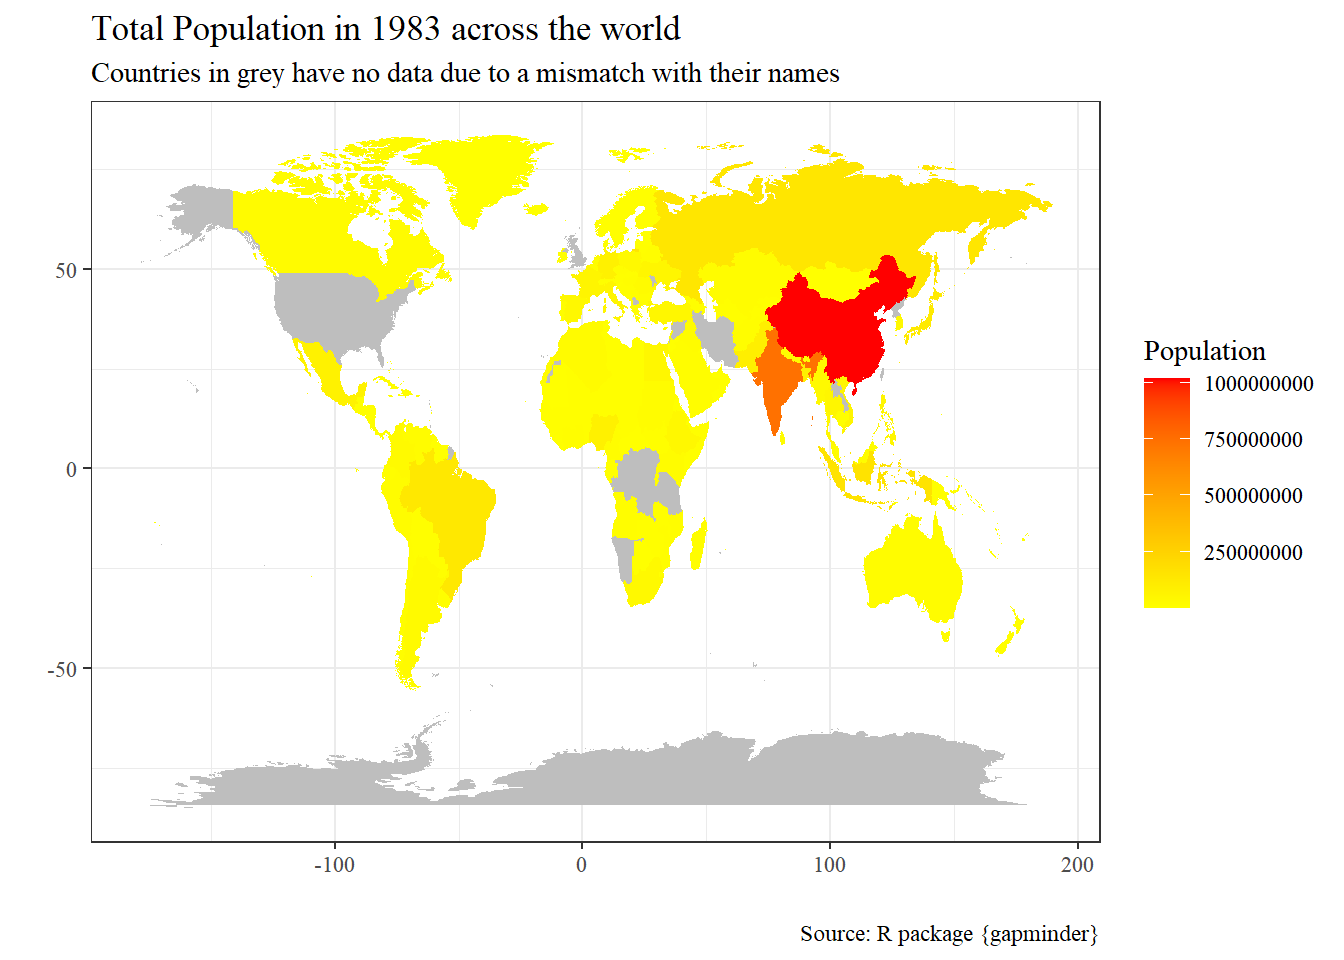 Total Population in 1983 across the world
Countries in grey have no data due to a mismatch with their names
50
0
-50
-100
0
100
200
Population
1000000000
750000000
500000000
250000000
Source: R package {gapminder}